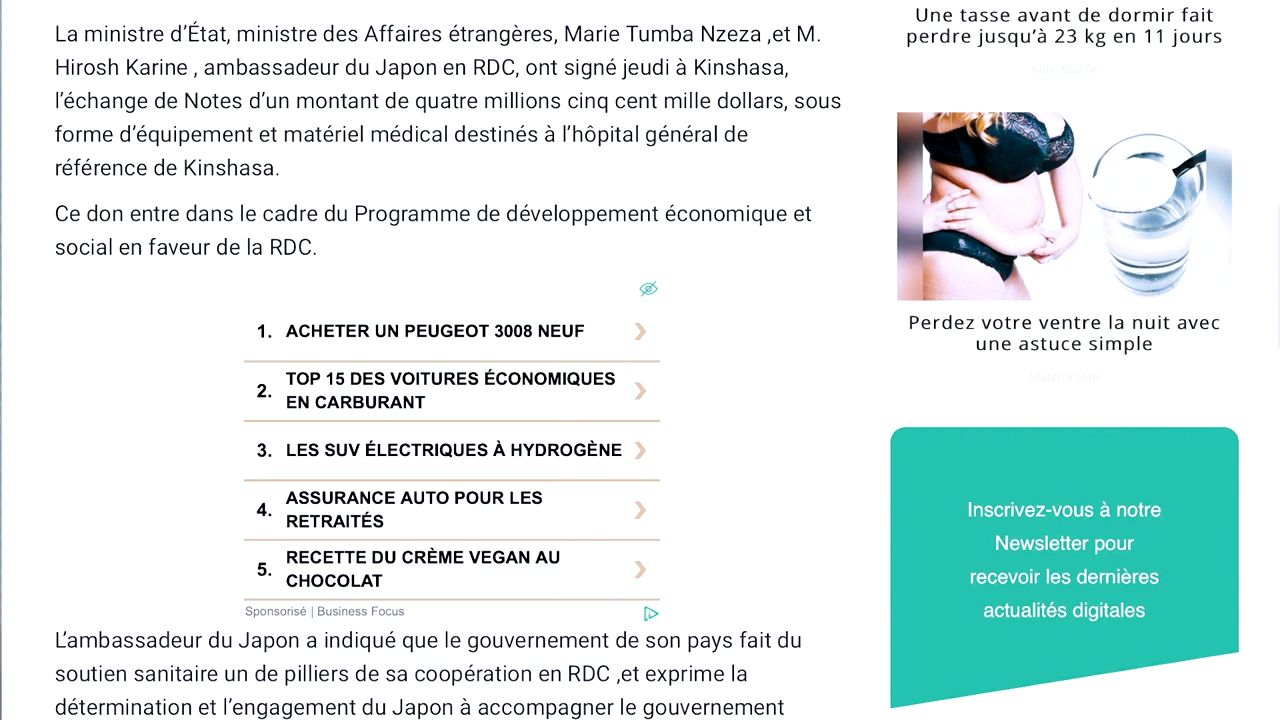 La ministre d’État, ministre des Affaires étrangères, Marie Tumba Nzeza ,et M.
Hirosh Karine , ambassadeur du Japon en RDC, ont signé jeudi à Kinshasa,
l’échange de Notes d’un montant de quatre millions cinq cent mille dollars, sous
forme d’équipement et matériel médical destinés à l’hôpital général de
référence de Kinshasa.
Ce don entre dans le cadre du Programme de développement économique et
social en faveur de la RDC.
1. ACHETER UN PEUGEOT 3008 NEUF
2. TOP 15 DES VOITURES ÉCONOMIQUES
EN CARBURANT
3. LES SUV ÉLECTRIQUES À HYDROGÈNE
4. ASSURANCE AUTO POUR LES
RETRAITÉS
5. RECETTE DU CRÈME VEGAN AU
CHOCOLAT
Sponsorisé | Business Focus
L’ambassadeur du Japon a indiqué que le gouvernement de son pays fait du
soutien sanitaire un de pilliers de sa coopération en RDC ,et exprime la
détermination et l’engagement du Japon à accompagner le gouvernement
Une tasse avant de dormir fait
perdre jusqu’à 23 kg en 11 jours
Keto Biolife
Perdez votre ventre la nuit avec
une astuce simple
Matcha Slim
Inscrivez-vous à notre
Newsletter pour
recevoir les dernières
actualités digitales